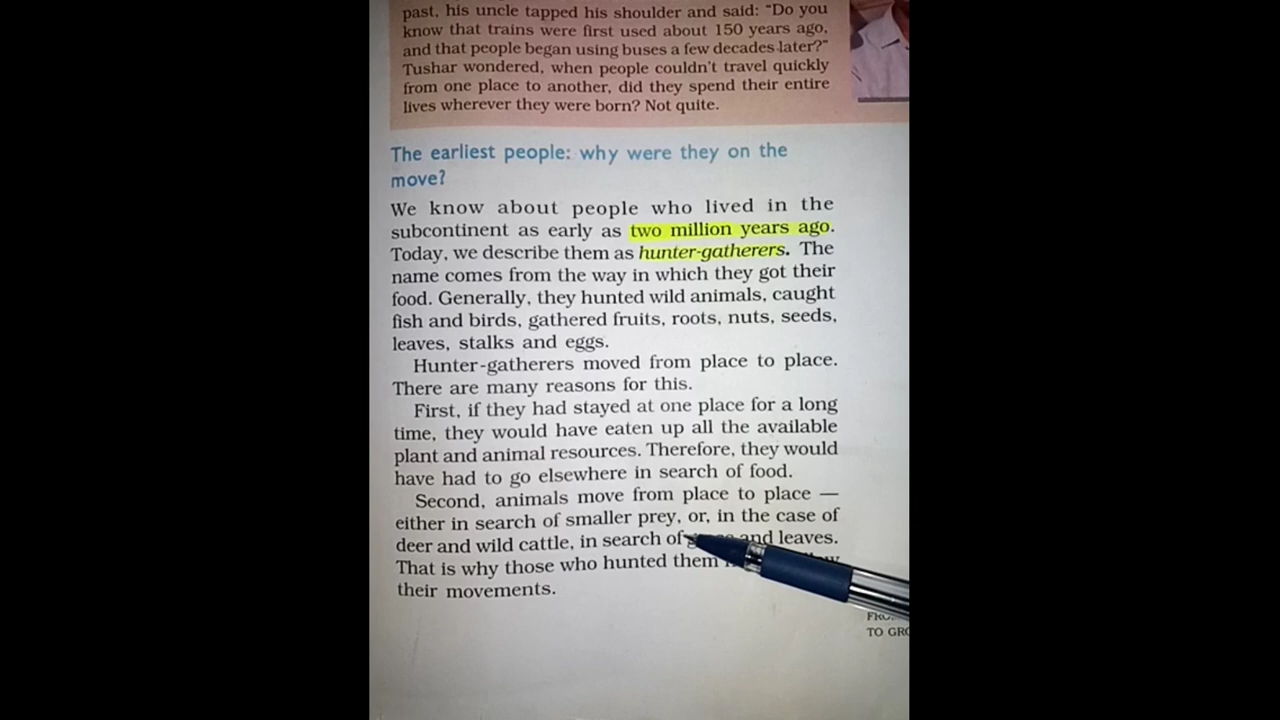 past, his uncle tapped his shoulder and said: "Do you
know that trains were first used about 150 years ago,
and that people began using buses a few decades later?"
Tushar wondered, when people couldn't travel quickly
from one place to another, did they spend their entire
lives wherever they were born? Not quite.
The earliest people: why were they on the
move?
We know about people who lived in the
subcontinent as early as two million years ago.
Today, we describe them as hunter-gatherers. The
name comes from the way in which they got their
food. Generally, they hunted wild animals, caught
fish and birds, gathered fruits, roots, nuts, seeds,
leaves, stalks and eggs.
Hunter-gatherers moved from place to place.
There are many reasons for this.
First, if they had stayed at one place for a long
time, they would have eaten up all the available
plant and animal resources. Therefore, they would
have had to go elsewhere in search of food.
Second, animals move from place to place —
either in search of smaller prey, or, in the case of
deer and wild cattle, in search of and leaves.
That is why those who hunted them
their movements.
TO